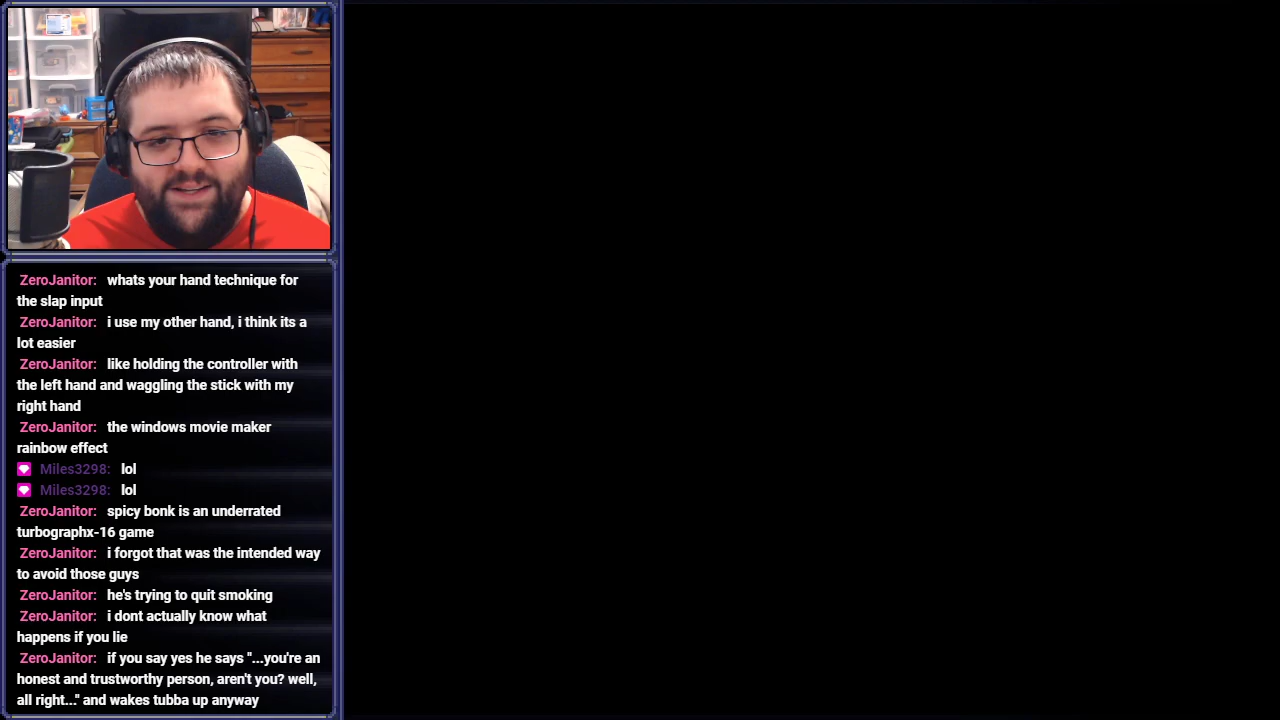 ZeroJanitor: whats your hand technique for
the slap input
ZeroJanitor: i use my other hand, i think its a
lot easier
ZeroJanitor: like holding the controller with
the left hand and waggling the stick with my
right hand
ZeroJanitor: the windows movie maker
rainbow effect
Miles3298: lol
Miles3298: lol
ZeroJanitor: spicy bonk is an underrated
turbographx-16 game
ZeroJanitor: i forgot that was the intended way
to avoid those guys
ZeroJanitor: he's trying to quit smoking
ZeroJanitor: i dont actually know what
happens if you lie
ZeroJanitor: if you say yes he says "...you're an
honest and trustworthy person, aren't you? well,
all right..." and wakes tubba up anyway